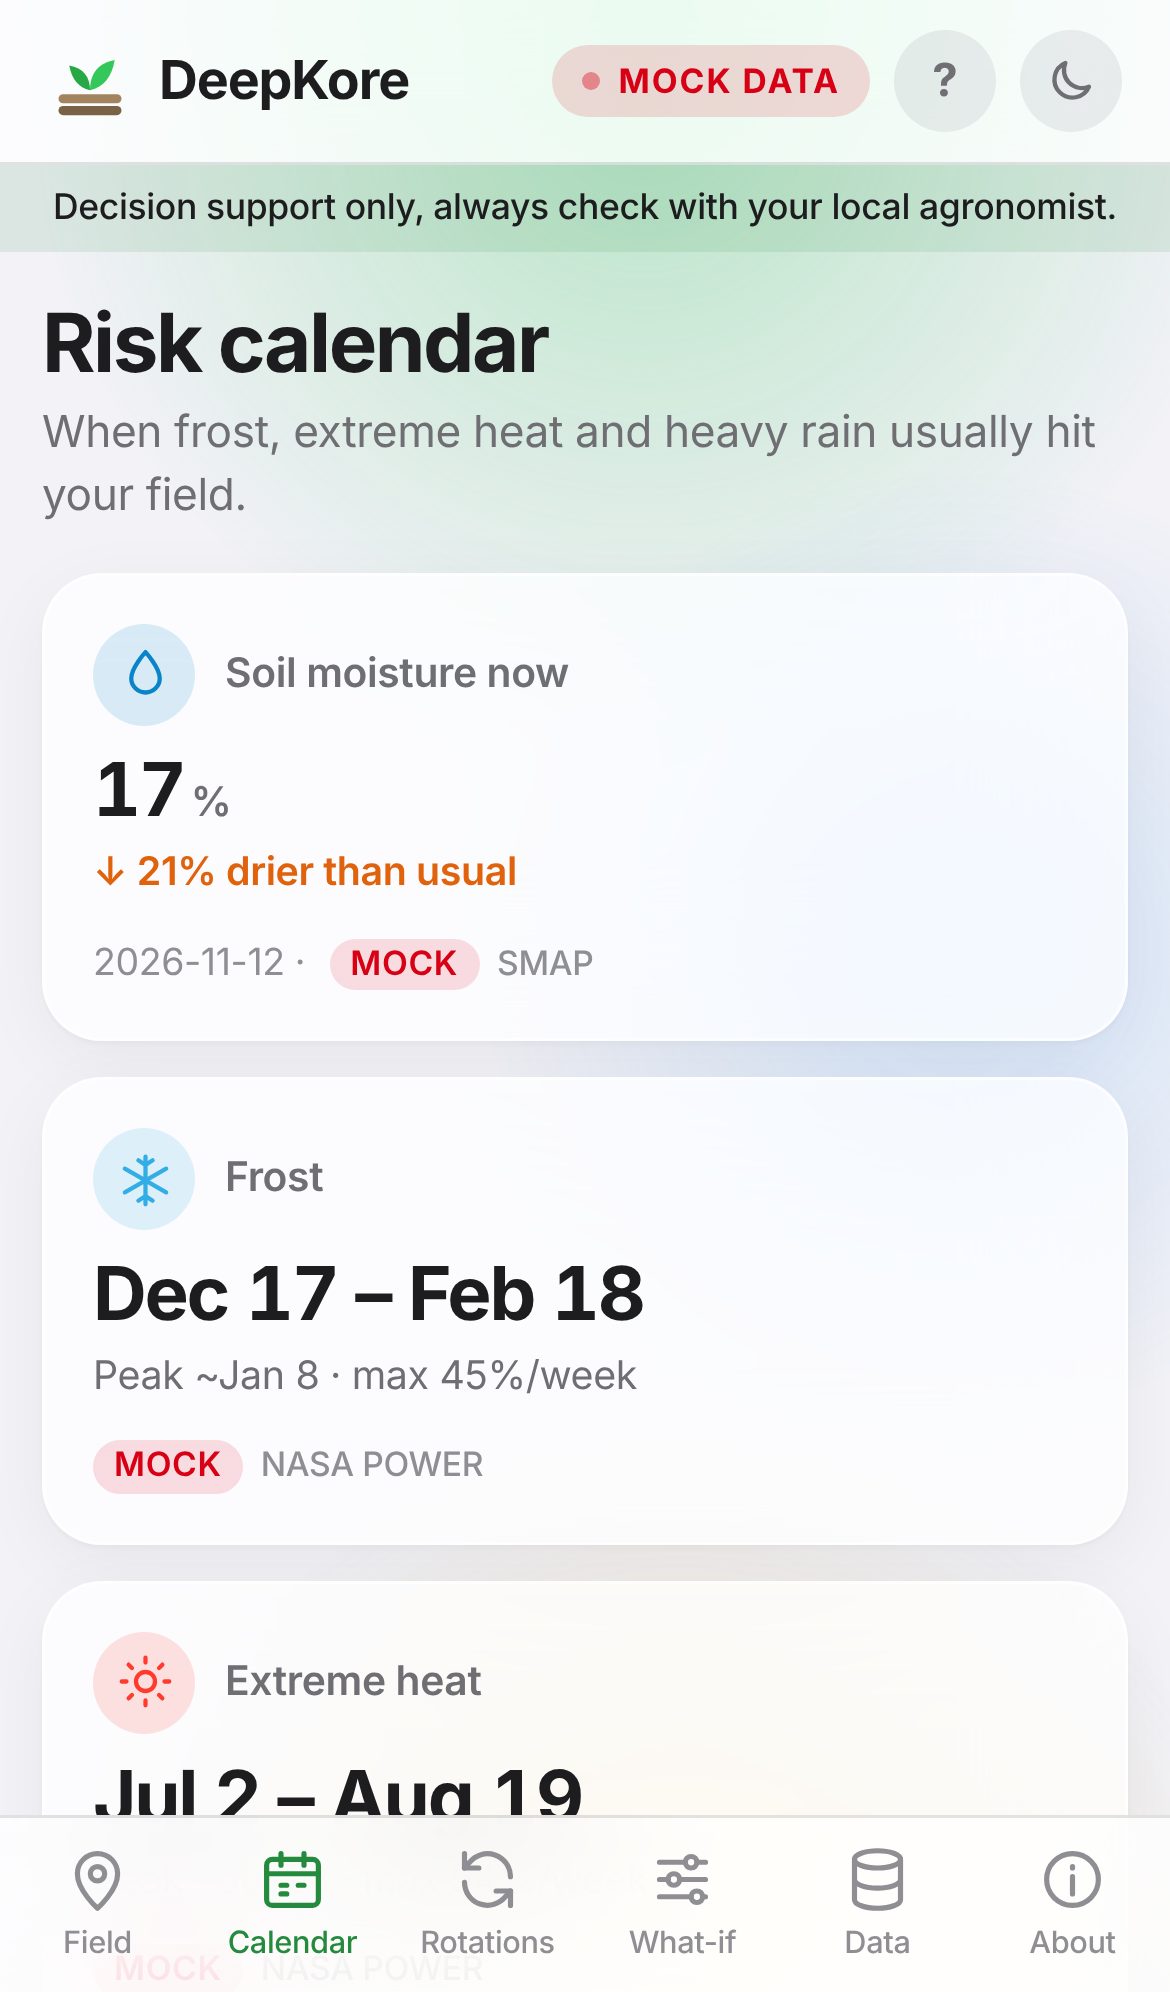 DeepKore
MOCK DATA
?
Decision support only, always check with your local agronomist.
Risk calendar
When frost, extreme heat and heavy rain usually hit
your field.
Soil moisture now
17 %
↓ 21% drier than usual
2026-11-12 · MOCK SMAP
Frost
Dec 17 – Feb 18
Peak ~Jan 8 · max 45%/week
MOCK NASA POWER
Extreme heat
Jul 2 – Aug 19
Field
Calendar
Rotations
What-if
Data
About
MOCK NASA POWER